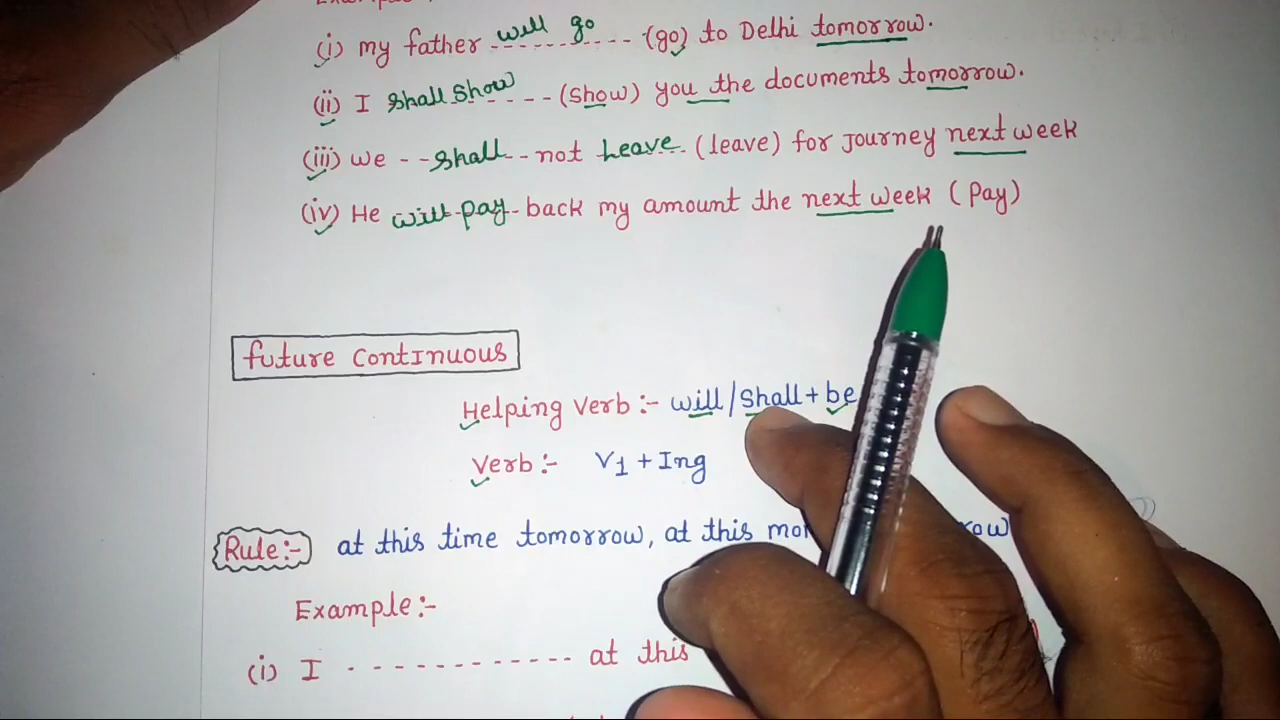 Example
(i) my father will go (go) to Delhi tomorrow.
(ii) I shall show (show) you the documents tomorrow.
(iii) we shall not leave (leave) for Journey next week
(iv) He will pay back my amount the next week (Pay)
future continuous
Helping verb :- will/shall + be
Verb :- V1 + Ing
Rule:- at this time tomorrow, at this
Example :-
(i) I ------------ at this